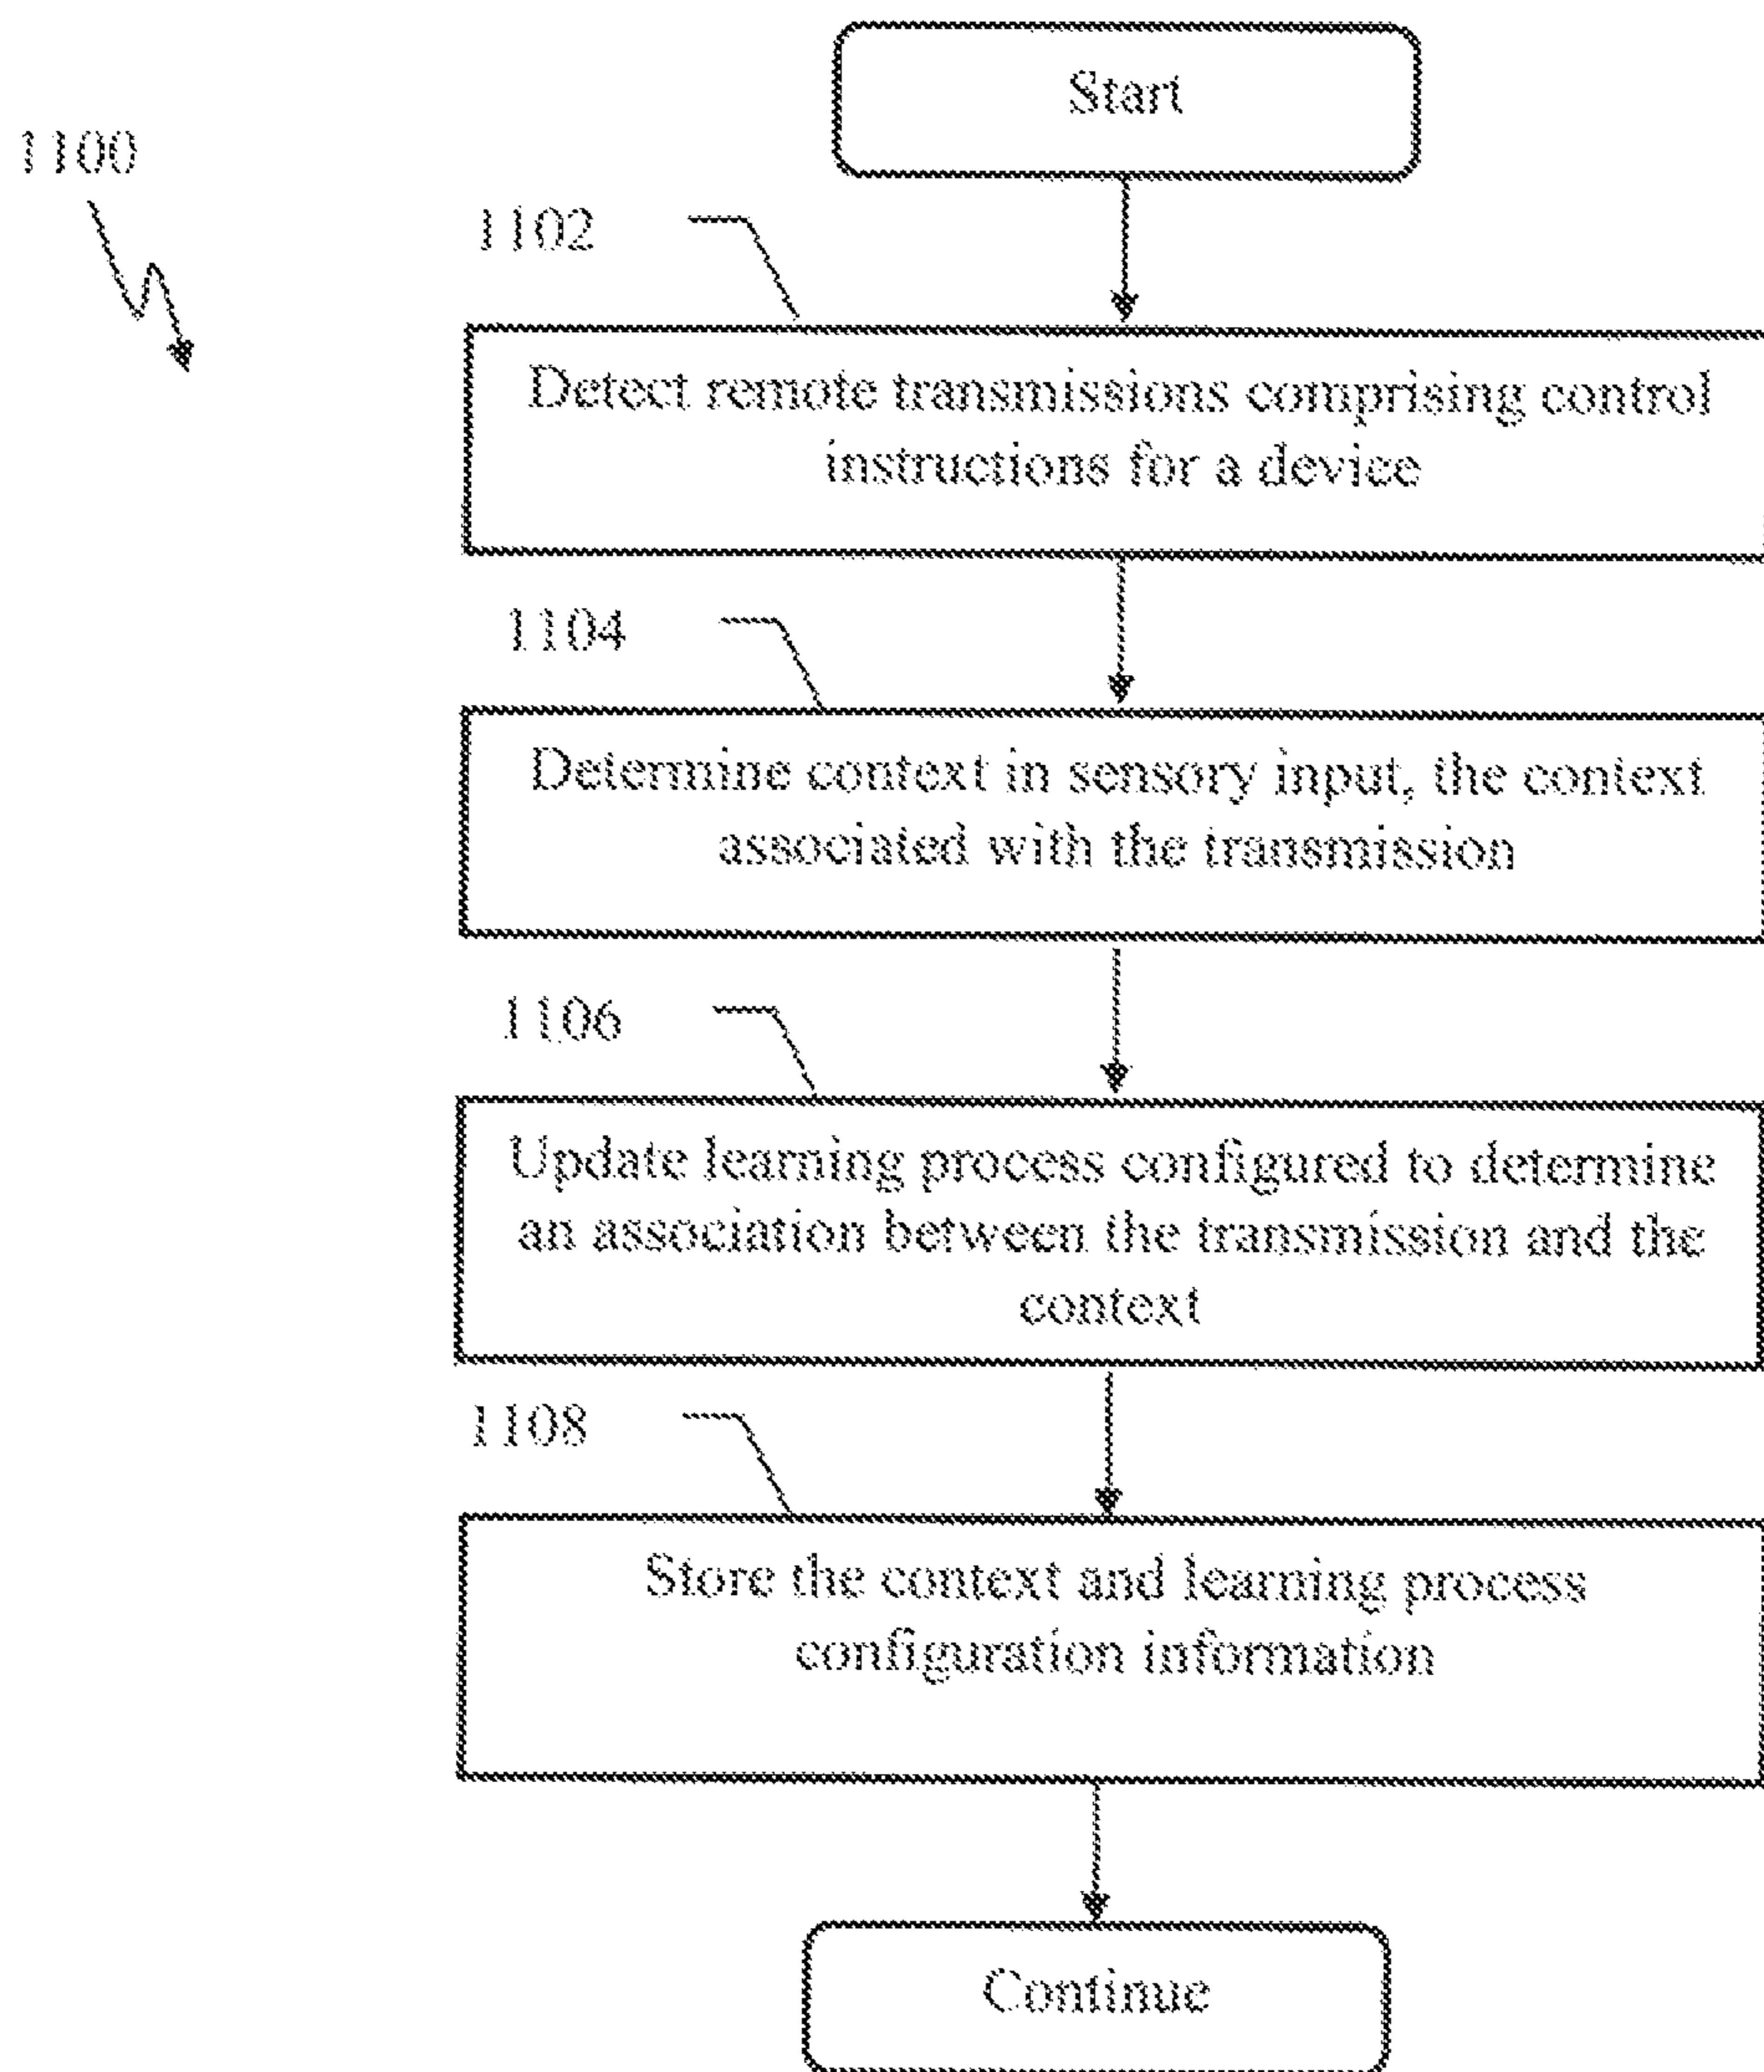 Start
1100
1102
Detect remote transmissions comprising control
instructions for a device
1104
Determine context in sensory input, the context
associated with the transmission
1106
Update learning process configured to determine
an association between the transmission and the
context
1108
Store the context and learning process
configuration information
Continue